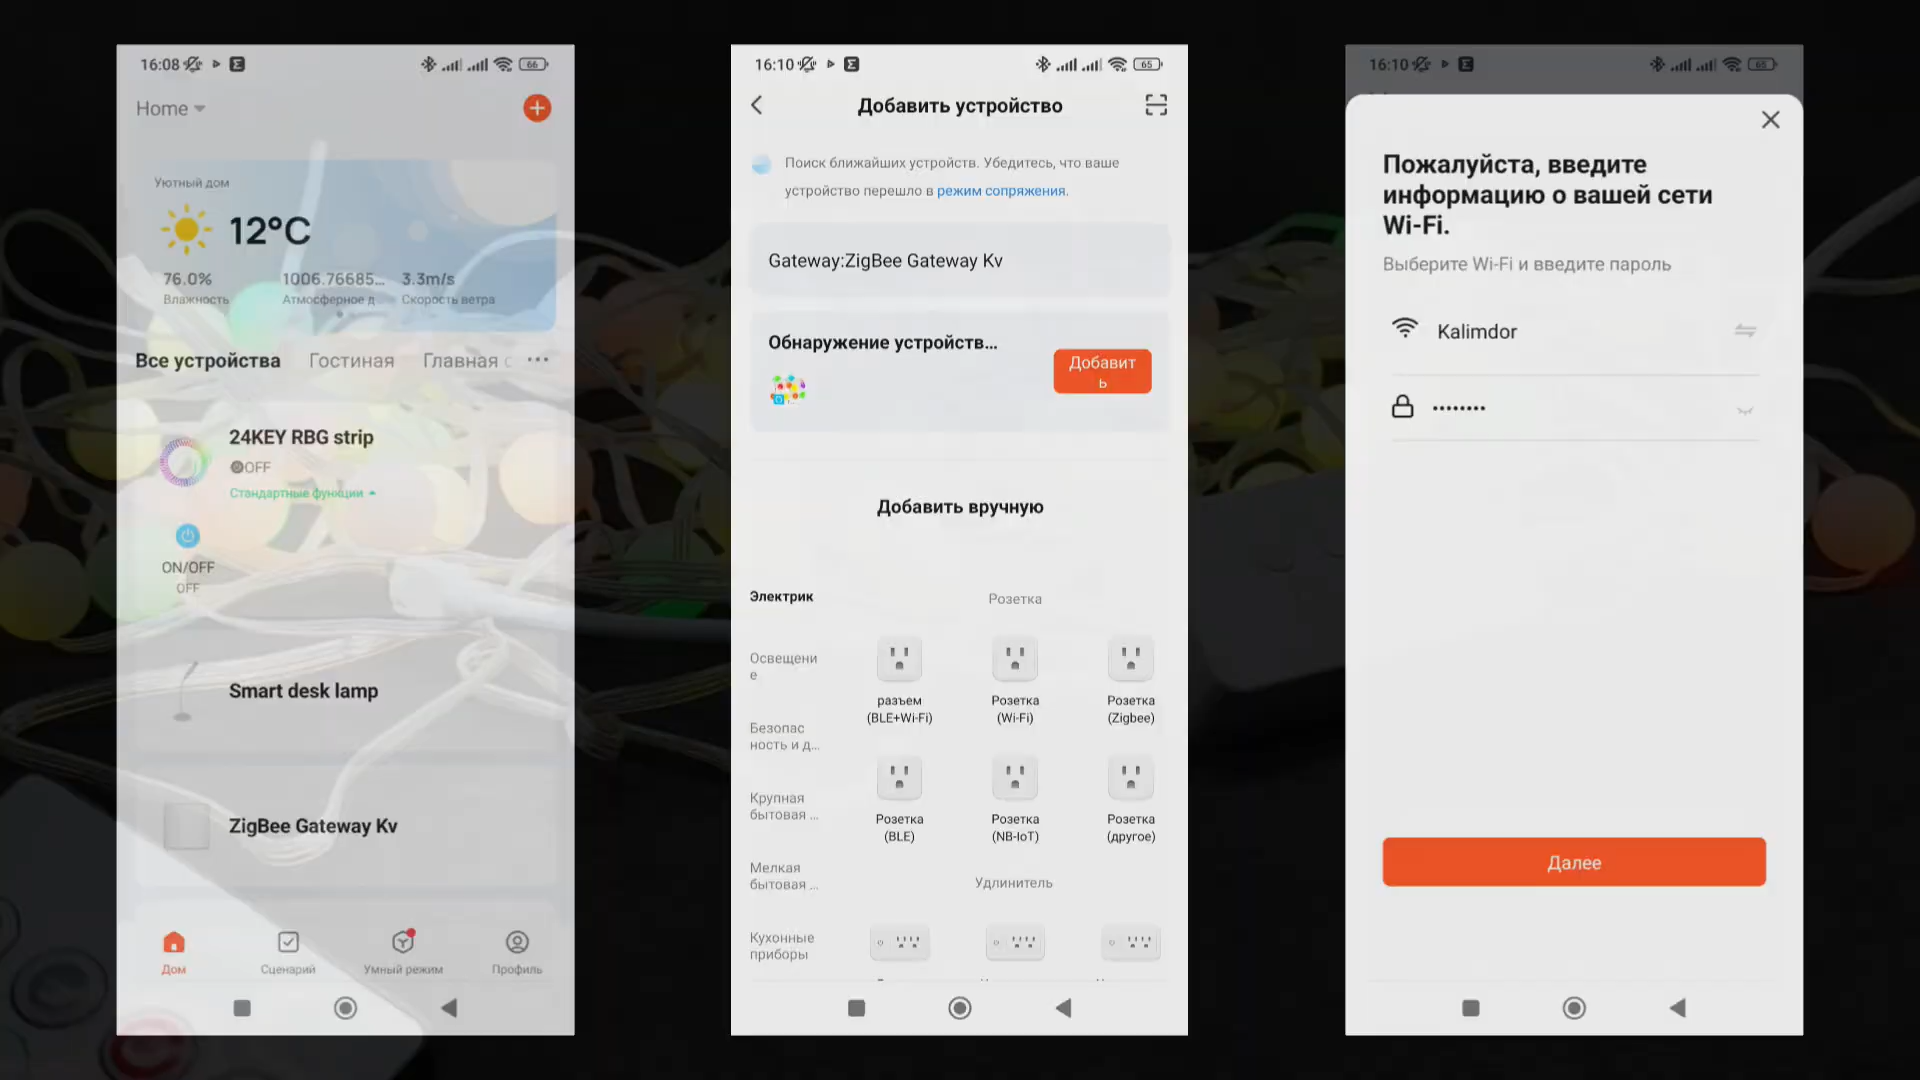 16:08
66
Home
Уютный дом
12°C
76.0%
1006.76685...
3.3m/s
Влажность
Атмосферное д
Скорость ветра
Все устройства
Гостиная
Главная с
24KEY RBG strip
OFF
Стандартные функции
ON/OFF
OFF
Smart desk lamp
ZigBee Gateway Kv
Дом
Сценарий
Умный режим
Профиль
16:10
65
Добавить устройство
Поиск ближайших устройств. Убедитесь, что ваше
устройство перешло в режим сопряжения.
Gateway:ZigBee Gateway Kv
Обнаружение устройств...
Добавит
ь
Добавить вручную
Электрик
Освещени
е
Безопас
ность и д...
Крупная
бытовая ...
Мелкая
бытовая ...
Кухонные
приборы
Розетка
разъем
(BLE+Wi-Fi)
Розетка
(Wi-Fi)
Розетка
(Zigbee)
Розетка
(BLE)
Розетка
(NB-IoT)
Розетка
(другое)
Удлинитель
16:10
65
Пожалуйста, введите
информацию о вашей сети
Wi-Fi.
Выберите Wi-Fi и введите пароль
Kalimdor
••••••••
Далее